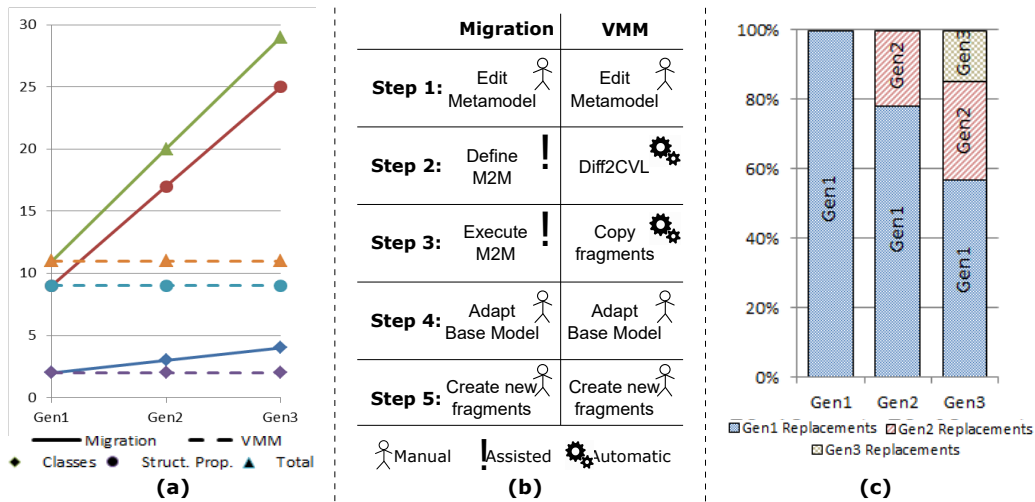 30
25
20
15
10
5
0
Gen1 Gen2 Gen3
Migration VMM
Classes Struct. Prop. Total
(a)
Migration VMM
Step 1: Edit Metamodel Edit Metamodel
Step 2: Define M2M Diff2CVL
Step 3: Execute M2M Copy fragments
Step 4: Adapt Base Model Adapt Base Model
Step 5: Create new fragments Create new fragments
Manual Assisted Automatic
(b)
100%
80%
60%
40%
20%
0%
Gen1
Gen2
Gen1
Gen3
Gen2
Gen1
Gen1 Gen2 Gen3
Gen1 Replacements Gen2 Replacements
Gen3 Replacements
(c)